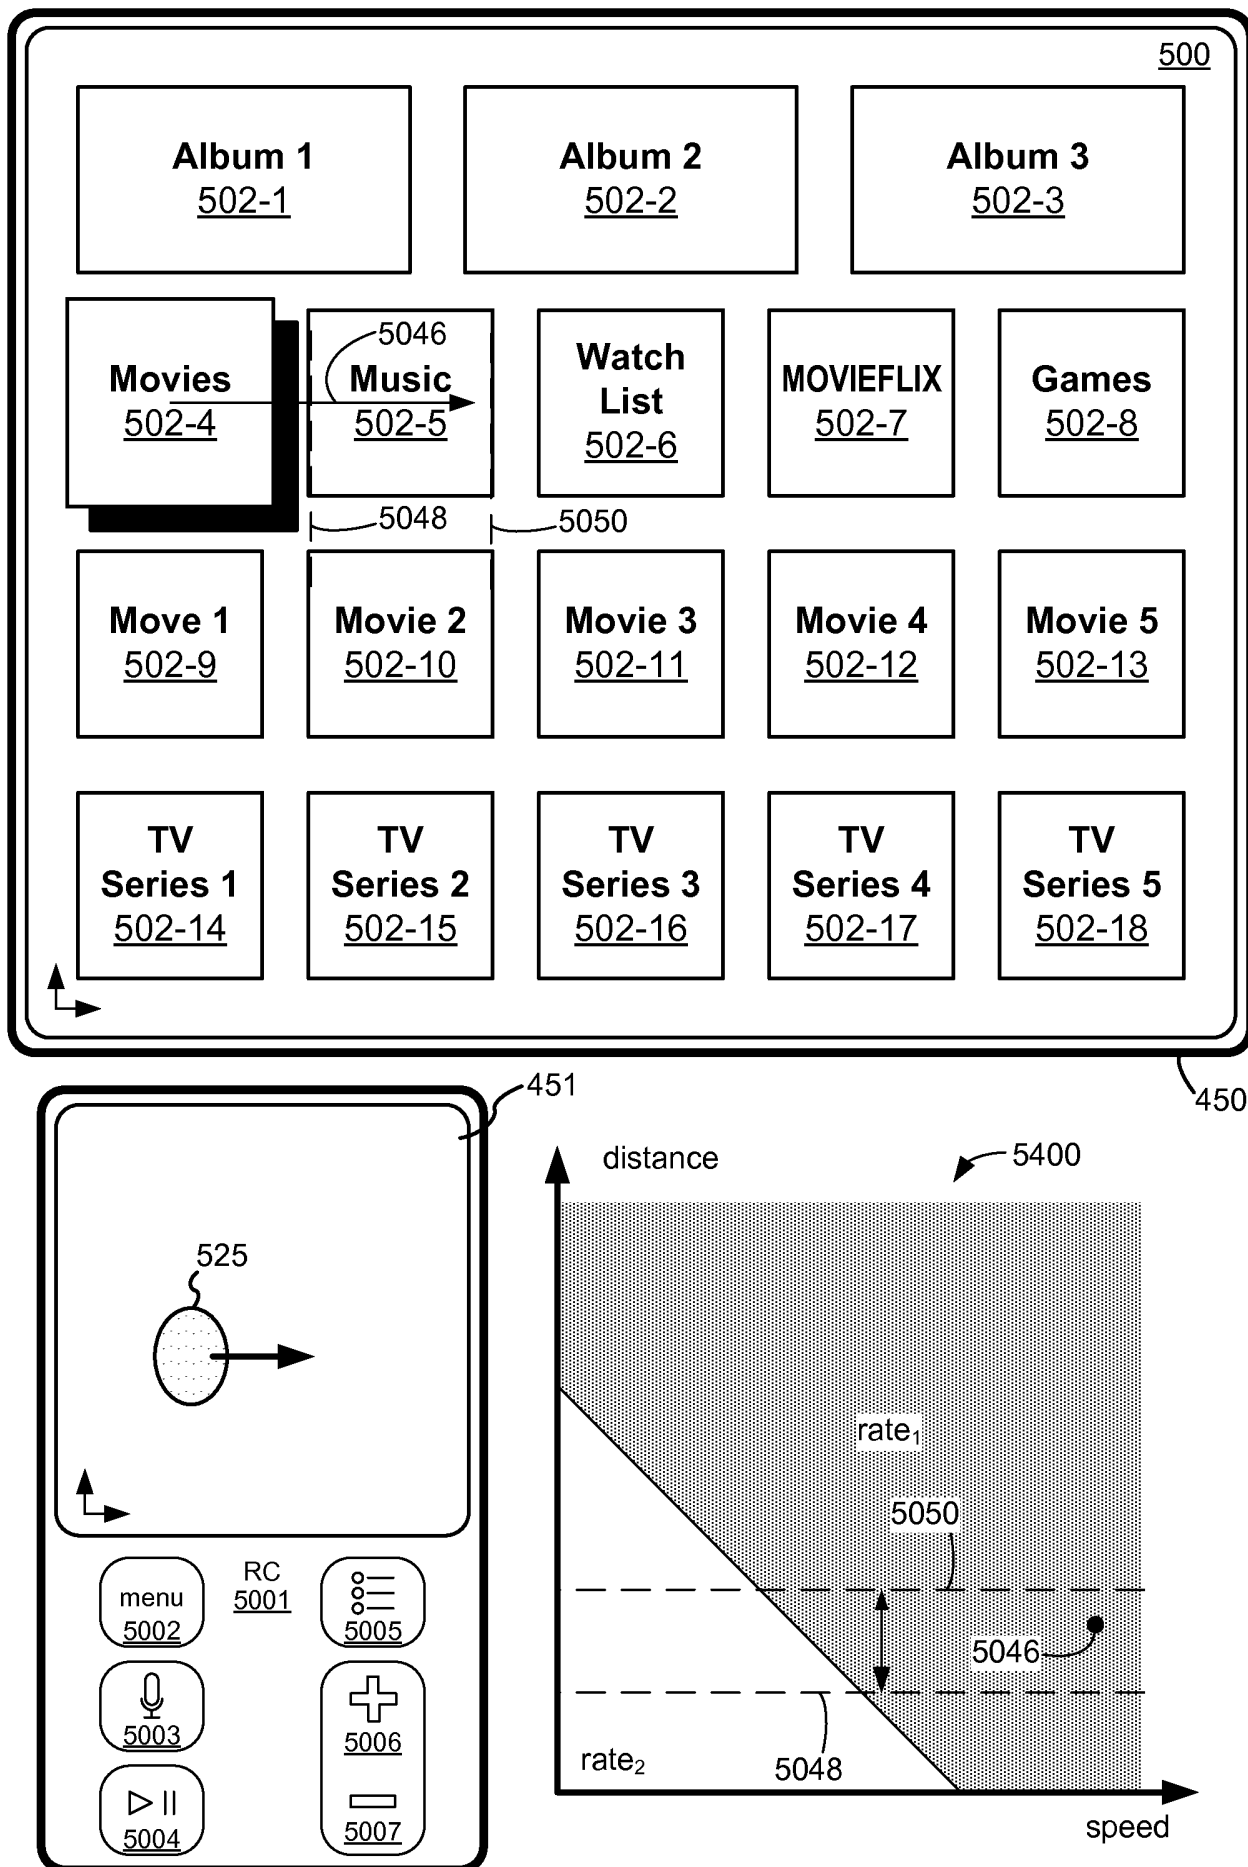 500
Album 1
502-1
Album 2
502-2
Album 3
502-3
Movies
502-4
5046
Music
502-5
Watch
List
502-6
MOVIEFLIX
502-7
Games
502-8
5048
5050
Move 1
502-9
Movie 2
502-10
Movie 3
502-11
Movie 4
502-12
Movie 5
502-13
TV
Series 1
502-14
TV
Series 2
502-15
TV
Series 3
502-16
TV
Series 4
502-17
TV
Series 5
502-18
450
451
525
RC
5001
menu
5002
5005
5003
5006
5004
5007
distance
5400
rate₁
5050
5046
rate₂
5048
speed